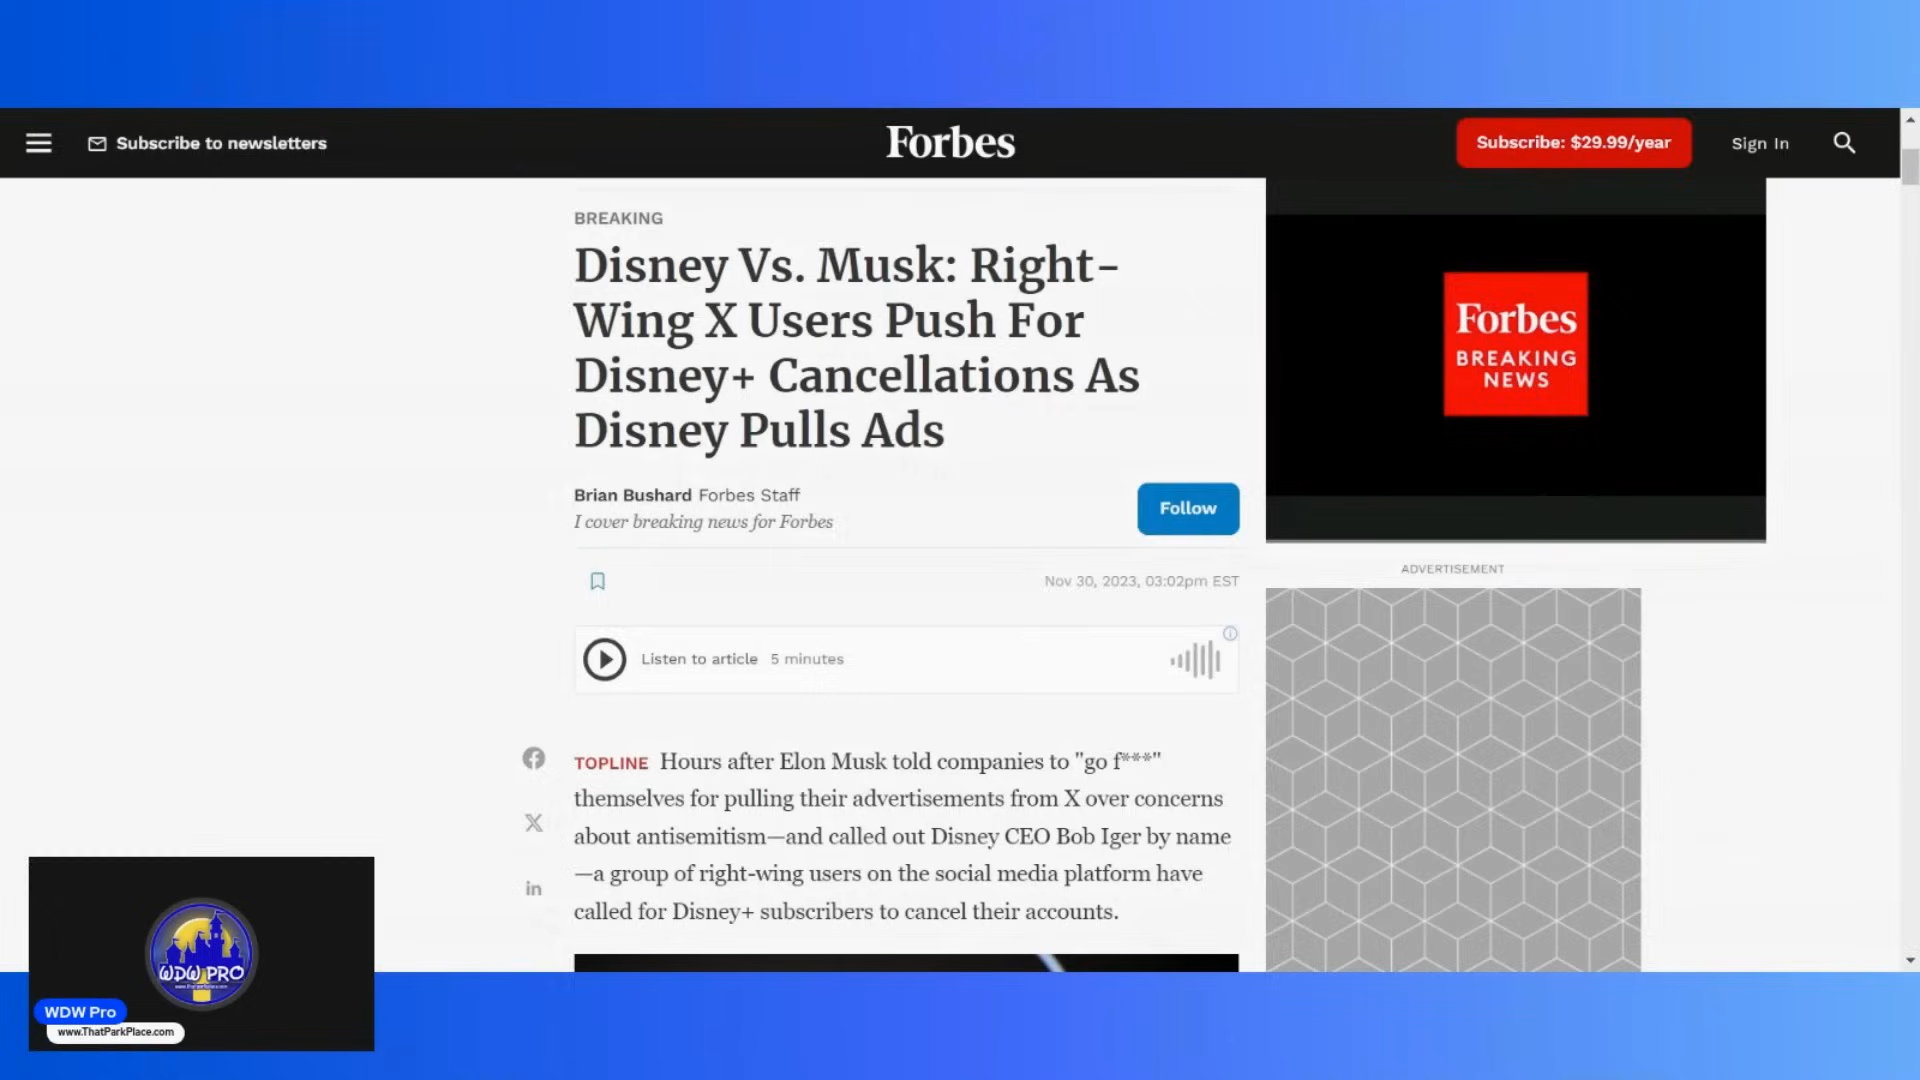 Subscribe to newsletters
Forbes
Subscribe: $29.99/year
Sign In
BREAKING
Disney Vs. Musk: Right-
Wing X Users Push For
Disney+ Cancellations As
Disney Pulls Ads
Brian Bushard Forbes Staff
I cover breaking news for Forbes
Follow
Nov 30, 2023, 03:02pm EST
Listen to article 5 minutes
TOPLINE Hours after Elon Musk told companies to "go f***"
themselves for pulling their advertisements from X over concerns
about antisemitism—and called out Disney CEO Bob Iger by name
—a group of right-wing users on the social media platform have
called for Disney+ subscribers to cancel their accounts.
Forbes
BREAKING
NEWS
ADVERTISEMENT
WDW PRO
WDW Pro
www.ThatParkPlace.com